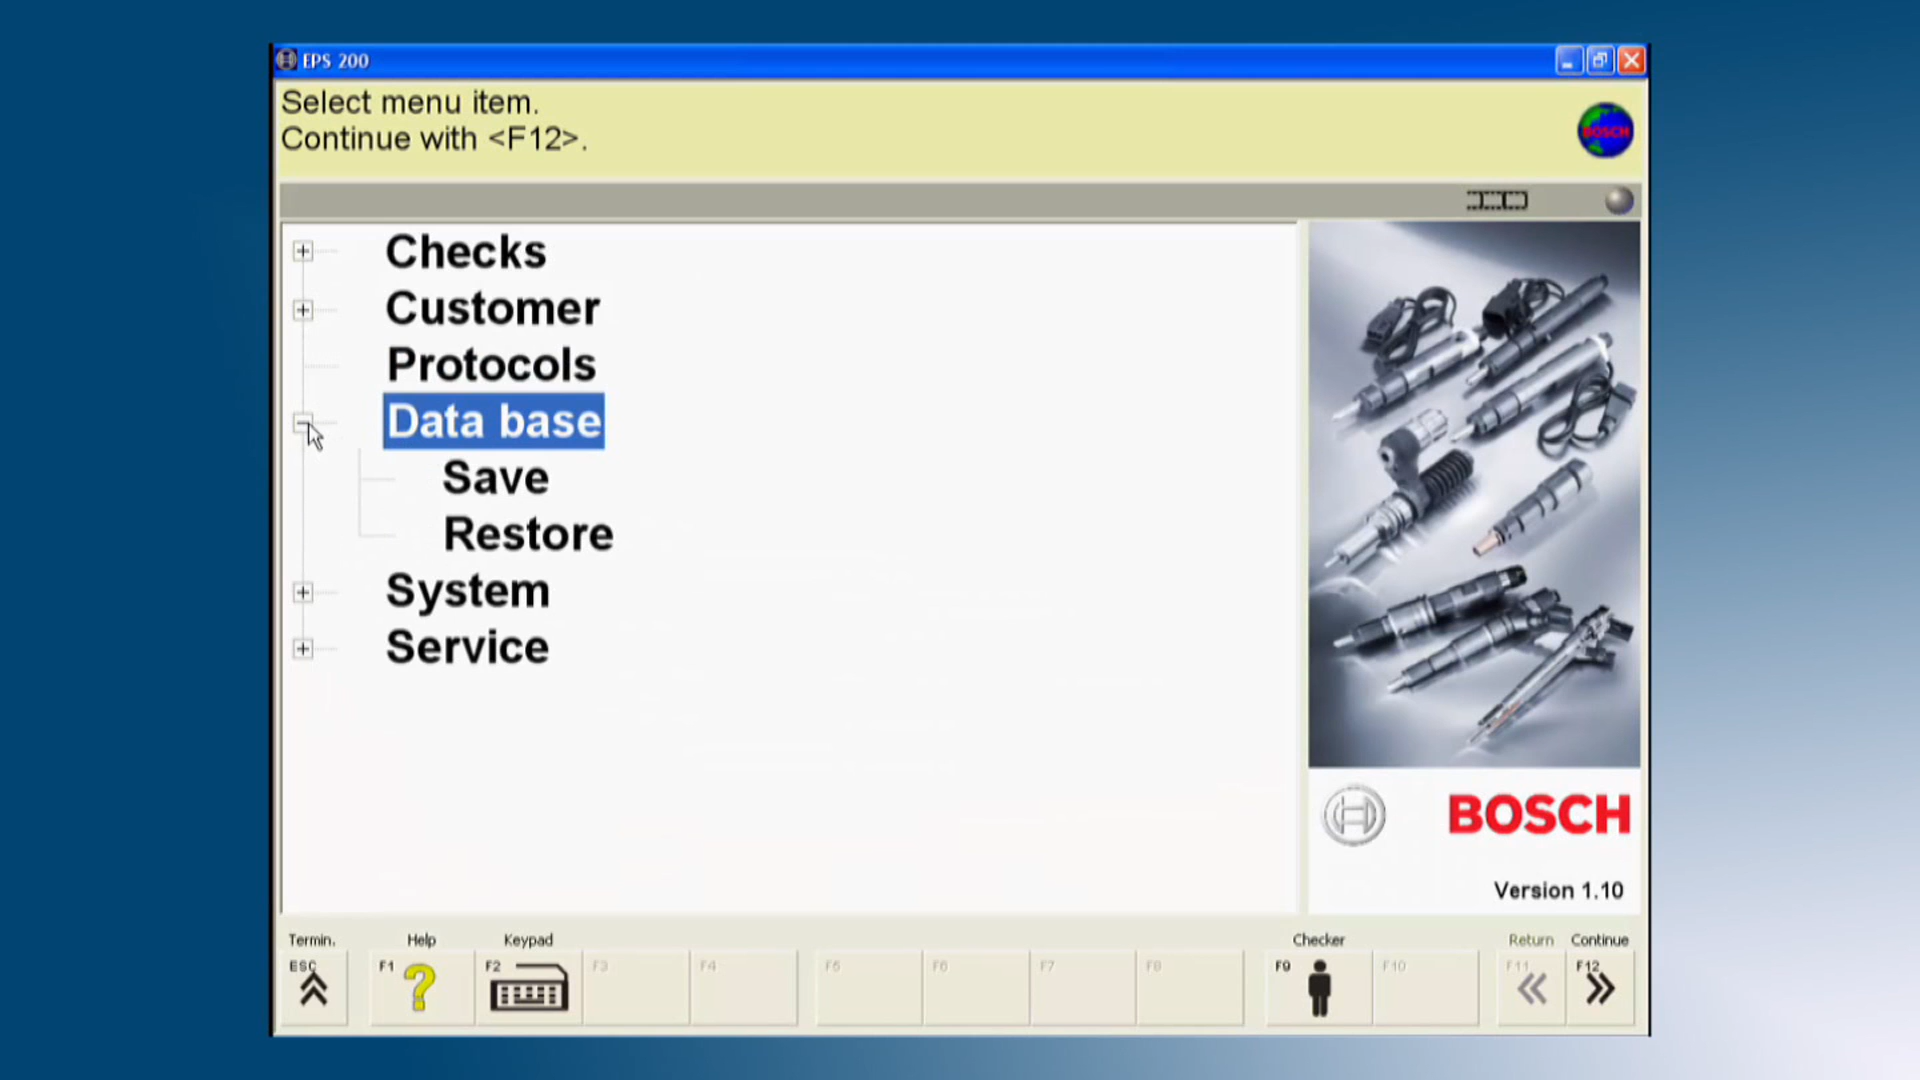 EPS 200
Select menu item.
Continue with <F12>.
BOSCH
Checks
Customer
Protocols
Data base
Save
Restore
System
Service
BOSCH
Version 1.10
Termin.
Help
Keypad
Checker
Return
Continue
ESC
F1
F2
F3
F4
F5
F6
F7
F8
F9
F10
F11
F12